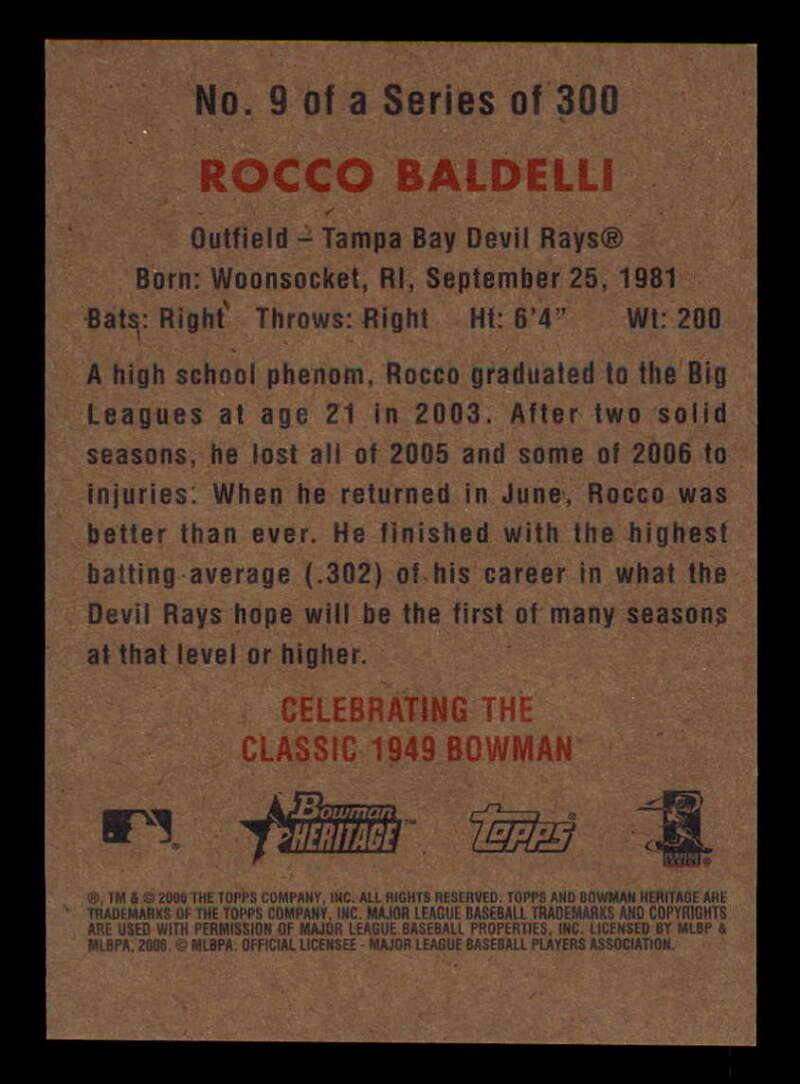 No. 9 of a Series of 300
ROCCO BALDELLI
Outfield – Tampa Bay Devil Rays®
Born: Woonsocket, RI, September 25, 1981
Bats: Right Throws: Right Ht: 6'4" Wt: 200
A high school phenom, Rocco graduated to the Big
Leagues at age 21 in 2003. After two solid
seasons, he lost all of 2005 and some of 2006 to
injuries. When he returned in June, Rocco was
better than ever. He finished with the highest
batting average (.302) of his career in what the
Devil Rays hope will be the first of many seasons
at that level or higher.
CELEBRATING THE
CLASSIC 1949 BOWMAN
Bowman HERITAGE™ Topps®
®, TM & © 2006 THE TOPPS COMPANY, INC. ALL RIGHTS RESERVED. TOPPS AND BOWMAN HERITAGE ARE
TRADEMARKS OF THE TOPPS COMPANY, INC. MAJOR LEAGUE BASEBALL TRADEMARKS AND COPYRIGHTS
ARE USED WITH PERMISSION OF MAJOR LEAGUE BASEBALL PROPERTIES, INC. LICENSED BY MLBP &
MLBPA, 2006. © MLBPA. OFFICIAL LICENSEE - MAJOR LEAGUE BASEBALL PLAYERS ASSOCIATION.